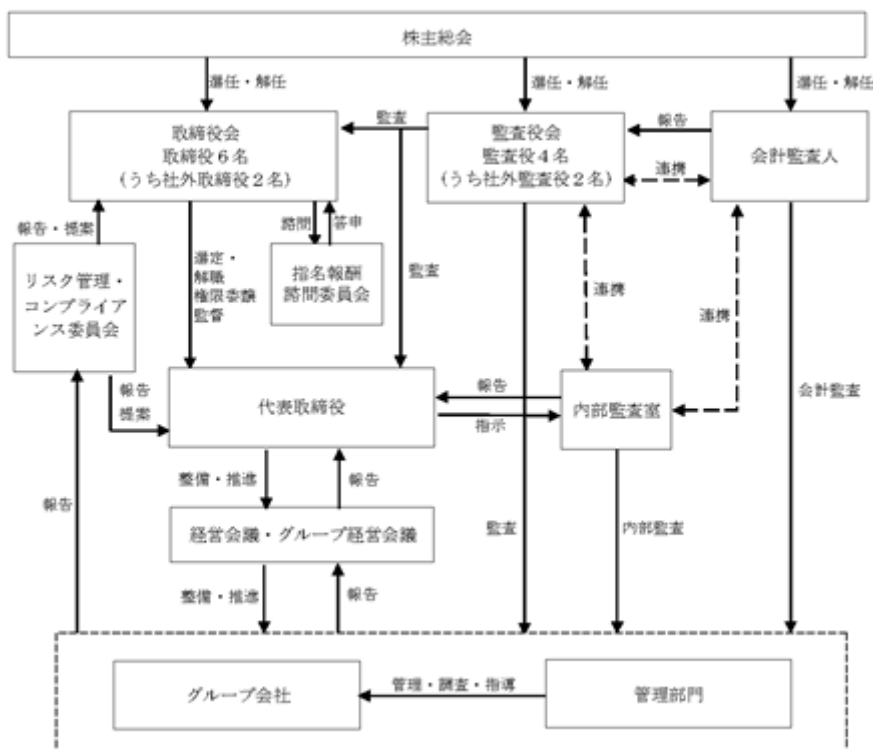 株主総会
選任・解任
選任・解任
選任・解任
取締役会
取締役6名
(うち社外取締役2名)
監査
監査役会
監査役4名
(うち社外監査役2名)
報告
連携
会計監査人
報告・提案
諮問
答申
リスク管理・
コンプライア
ンス委員会
選定・
解職
権限委譲
監督
指名報酬
諮問委員会
監査
連携
連携
報告
提案
代表取締役
報告
指示
内部監査室
会計監査
整備・推進
報告
報告
経営会議・グループ経営会議
監査
内部監査
整備・推進
報告
グループ会社
管理・調査・指導
管理部門